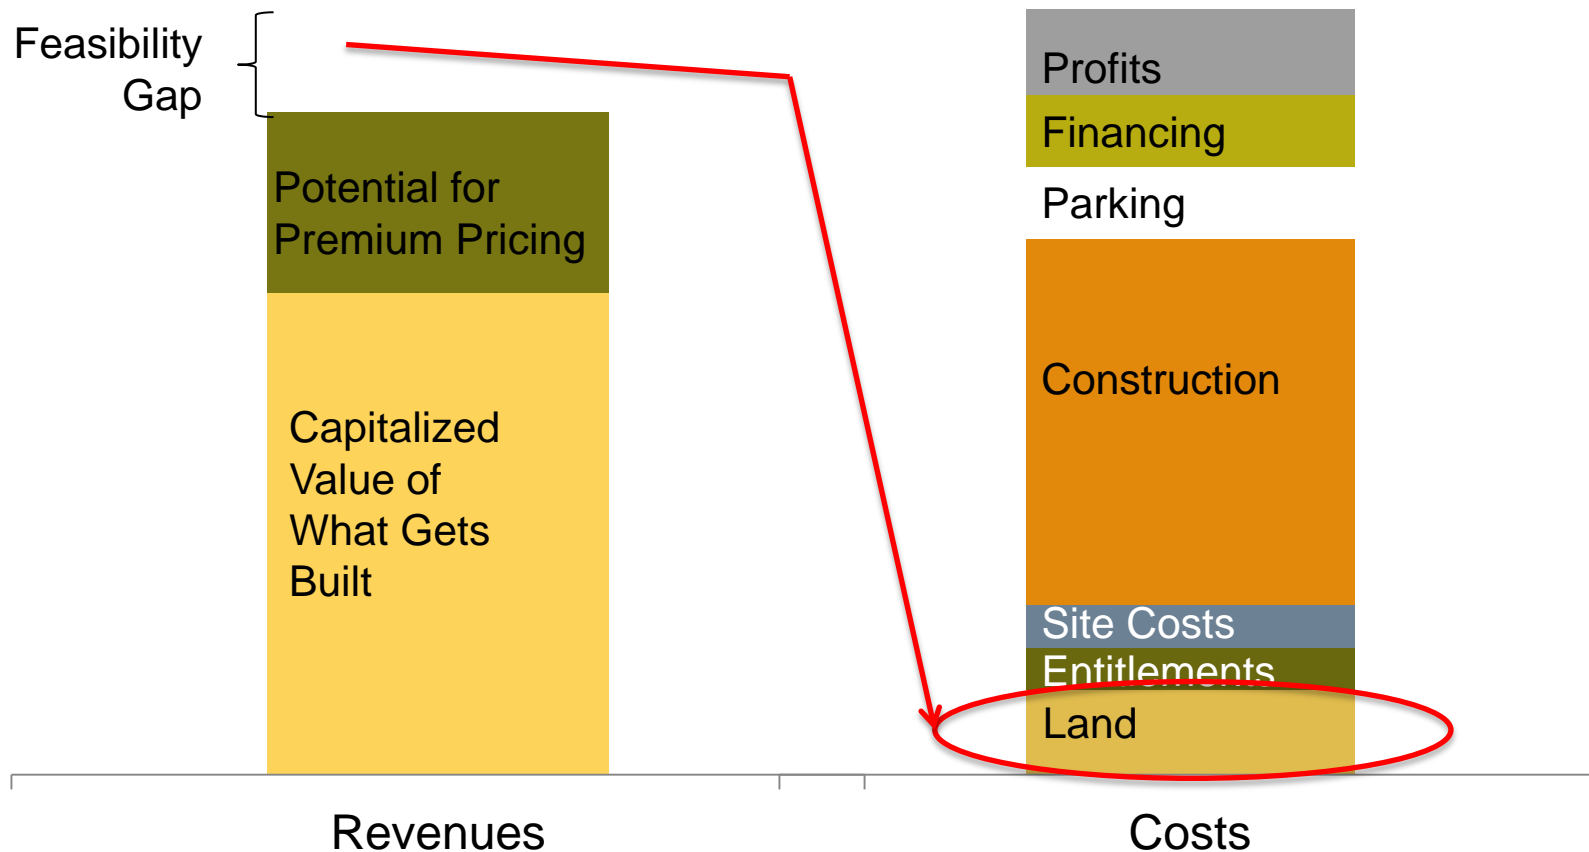 Feasibility
Gap
Potential for
Premium Pricing
Capitalized
Value of
What Gets
Built
Profits
Financing
Parking
Construction
Site Costs
Entitlements
Land
Revenues
Costs